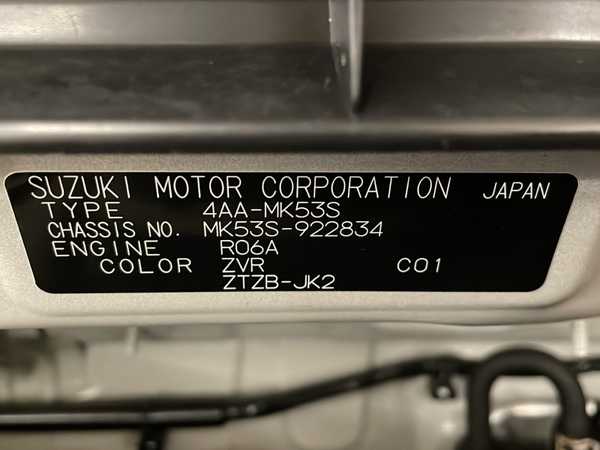 SUZUKI MOTOR CORPORATION JAPAN
TYPE 4AA-MK53S
CHASSIS NO. MK53S-922834
ENGINE R06A
COLOR ZVR C01
ZTZB-JK2